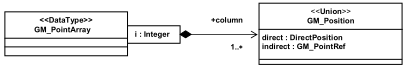 <<DataType>>
GM_PointArray
i : Integer
+column
1..*
<<Union>>
GM_Position
direct : DirectPosition
indirect : GM_PointRef